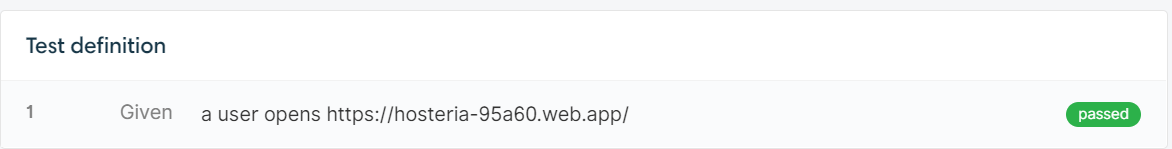 Test definition
1 Given a user opens https://hosteria-95a60.web.app/ passed